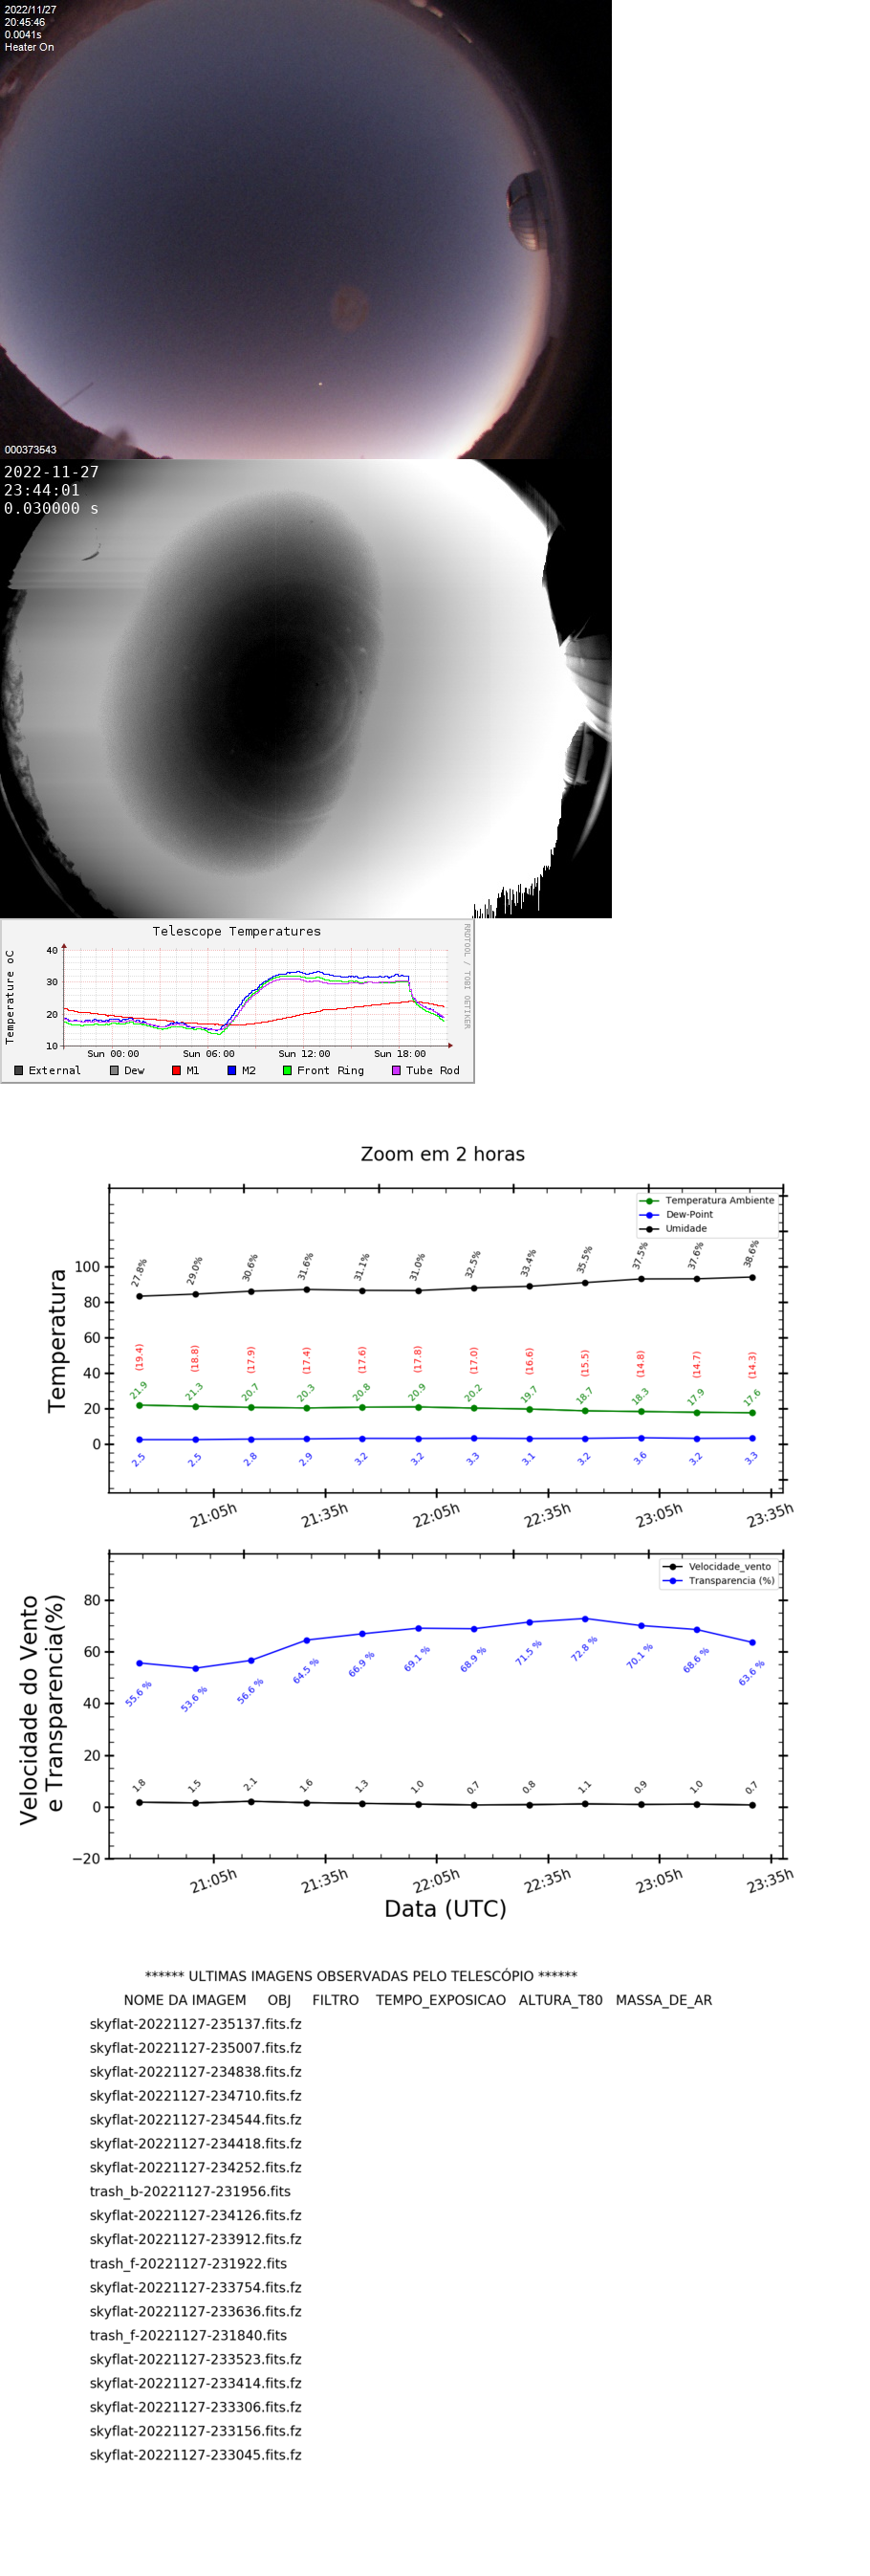 2022/11/27
20:45:46
0.0041s
Heater On
000373543
2022-11-27
23:44:01
0.030000 s
Telescope Temperatures
RRDTOOL / TOBI OETIKER
Temperature oC
40
30
20
10
Sun 00:00 Sun 06:00 Sun 12:00 Sun 18:00
External Dew M1 M2 Front Ring Tube Rod
Zoom em 2 horas
Temperatura
Temperatura Ambiente
Dew-Point
Umidade
100
80
60
40
20
0
27.8% 29.0% 30.6% 31.6% 31.1% 31.0% 32.5% 33.4% 35.5% 37.5% 37.6% 38.6%
(19.4) (18.8) (17.9) (17.4) (17.6) (17.8) (17.0) (16.6) (15.5) (14.8) (14.7) (14.3)
21.9 21.3 20.7 20.3 20.8 20.9 20.2 19.7 18.7 18.3 17.9 17.6
2.5 2.5 2.8 2.9 3.2 3.2 3.3 3.1 3.2 3.6 3.2 3.3
21:05h 21:35h 22:05h 22:35h 23:05h 23:35h
Velocidade do Vento
e Transparencia(%)
Velocidade_vento
Transparencia (%)
80
60
40
20
0
−20
55.6 % 53.6 % 56.6 % 64.5 % 66.9 % 69.1 % 68.9 % 71.5 % 72.8 % 70.1 % 68.6 % 63.6 %
1.8 1.5 2.1 1.6 1.3 1.0 0.7 0.8 1.1 0.9 1.0 0.7
21:05h 21:35h 22:05h 22:35h 23:05h 23:35h
Data (UTC)
****** ULTIMAS IMAGENS OBSERVADAS PELO TELESCÓPIO ******
NOME DA IMAGEM OBJ FILTRO TEMPO_EXPOSICAO ALTURA_T80 MASSA_DE_AR
skyflat-20221127-235137.fits.fz
skyflat-20221127-235007.fits.fz
skyflat-20221127-234838.fits.fz
skyflat-20221127-234710.fits.fz
skyflat-20221127-234544.fits.fz
skyflat-20221127-234418.fits.fz
skyflat-20221127-234252.fits.fz
trash_b-20221127-231956.fits
skyflat-20221127-234126.fits.fz
skyflat-20221127-233912.fits.fz
trash_f-20221127-231922.fits
skyflat-20221127-233754.fits.fz
skyflat-20221127-233636.fits.fz
trash_f-20221127-231840.fits
skyflat-20221127-233523.fits.fz
skyflat-20221127-233414.fits.fz
skyflat-20221127-233306.fits.fz
skyflat-20221127-233156.fits.fz
skyflat-20221127-233045.fits.fz